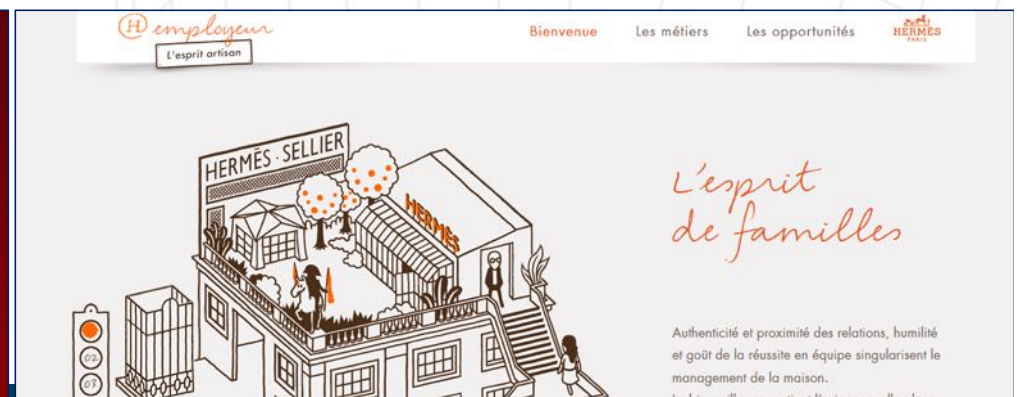 H employeur
L'esprit artisan
Bienvenue
Les métiers
Les opportunités
HERMÈS
PARIS
HERMÈS · SELLIER
HERMÈS
L'esprit
de familles
02
03
Authenticité et proximité des relations, humilité
et goût de la réussite en équipe singularisent le
management de la maison.